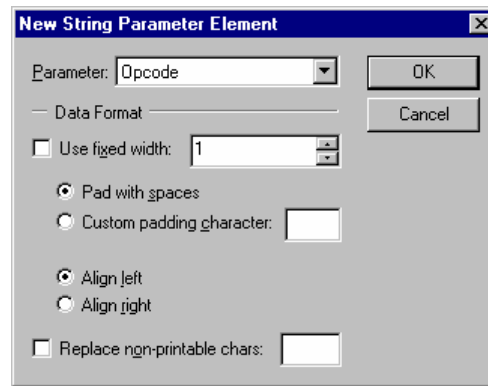 New String Parameter Element
Parameter: Opcode
OK
Data Format
Cancel
Use fixed width: 1
Pad with spaces
Custom padding character:
Align left
Align right
Replace non-printable chars: